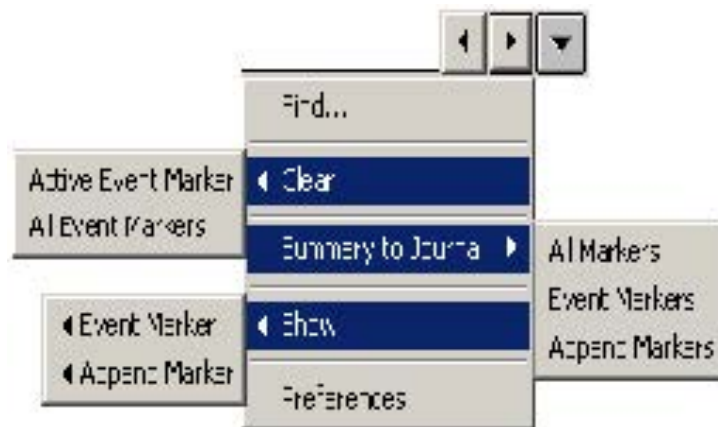 Find...
Clear
Active Event Marker
All Event Markers
Summary to Journal
All Markers
Event Markers
Append Markers
Show
Event Marker
Append Marker
Preferences